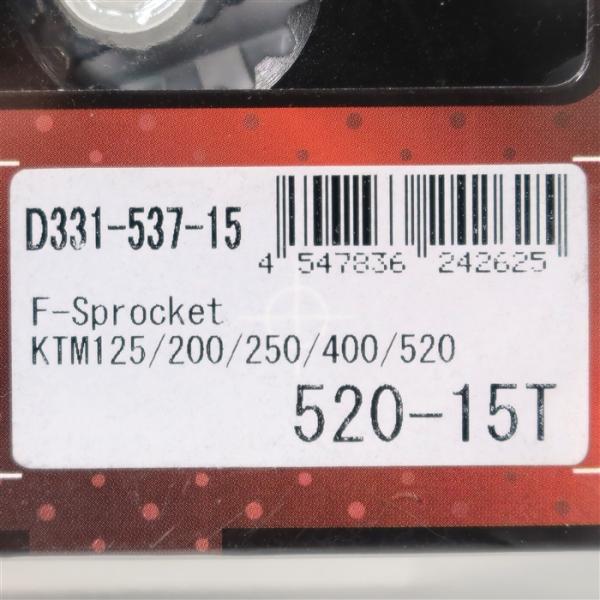 D331-537-15
4 547836 242625
F-Sprocket
KTM125/200/250/400/520
520-15T